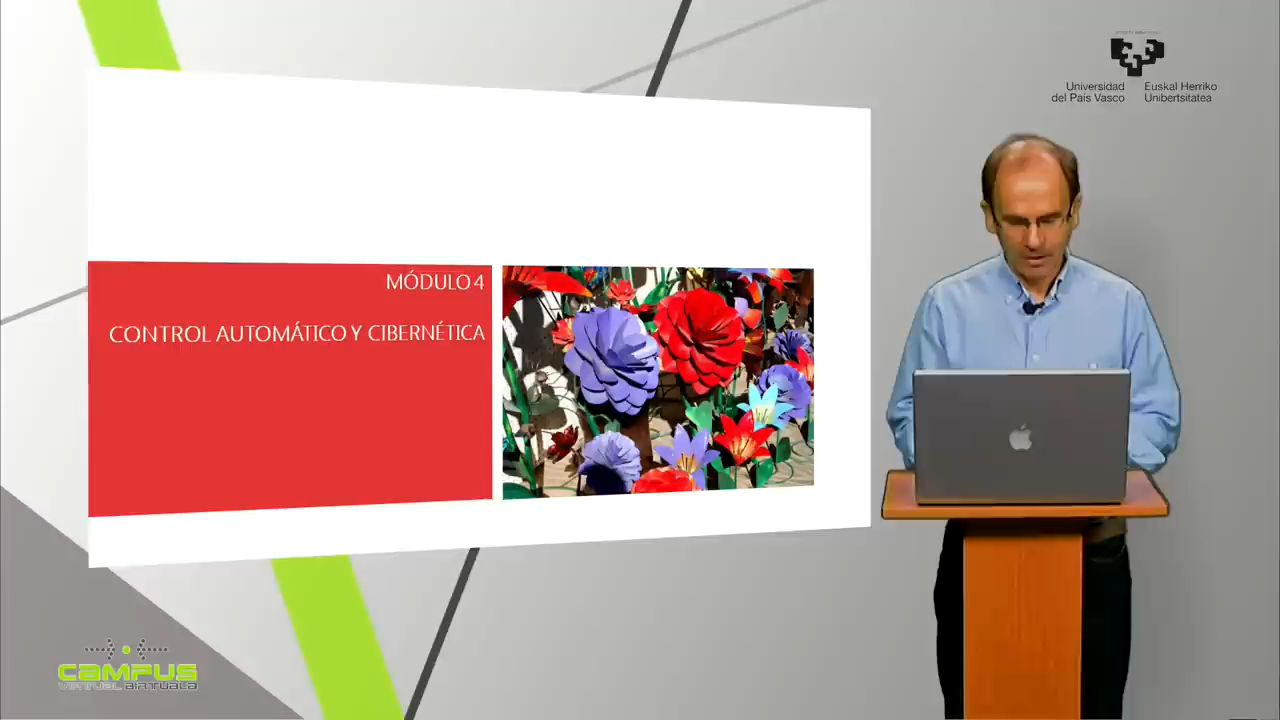 MÓDULO 4
CONTROL AUTOMÁTICO Y CIBERNÉTICA
Universidad
del País Vasco
Euskal Herriko
Unibertsitatea
CAMPUS
VIRTUAL BIRTUALA